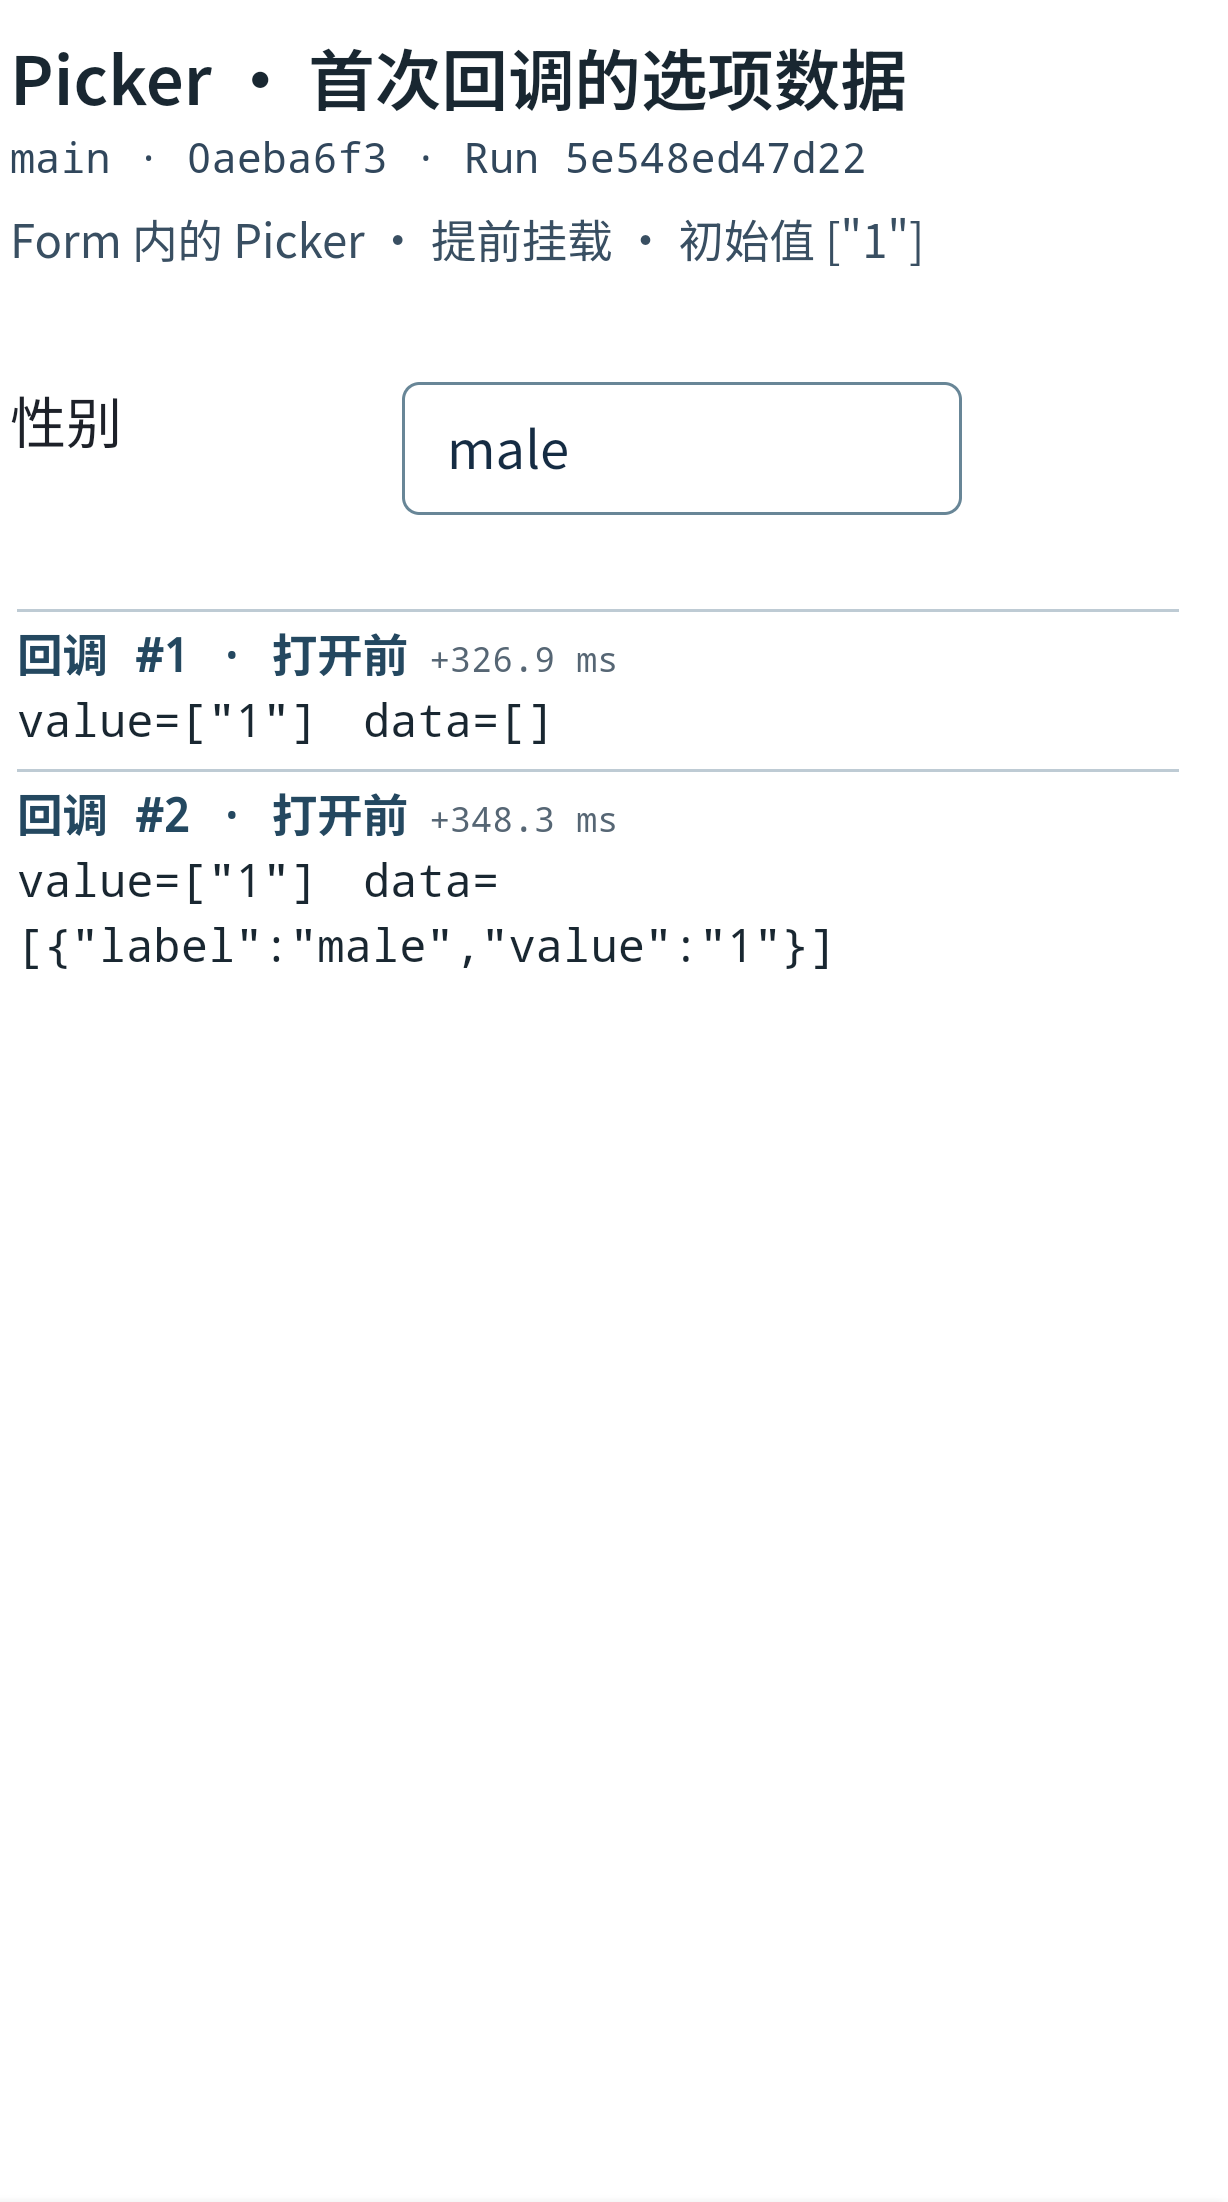 Picker · 首次回调的选项数据
main · 0aeba6f3 · Run 5e548ed47d22
Form 内的 Picker · 提前挂载 · 初始值 ["1"]
性别
male
回调 #1 · 打开前 +326.9 ms
value=["1"] data=[]
回调 #2 · 打开前 +348.3 ms
value=["1"] data=
[{"label":"male","value":"1"}]